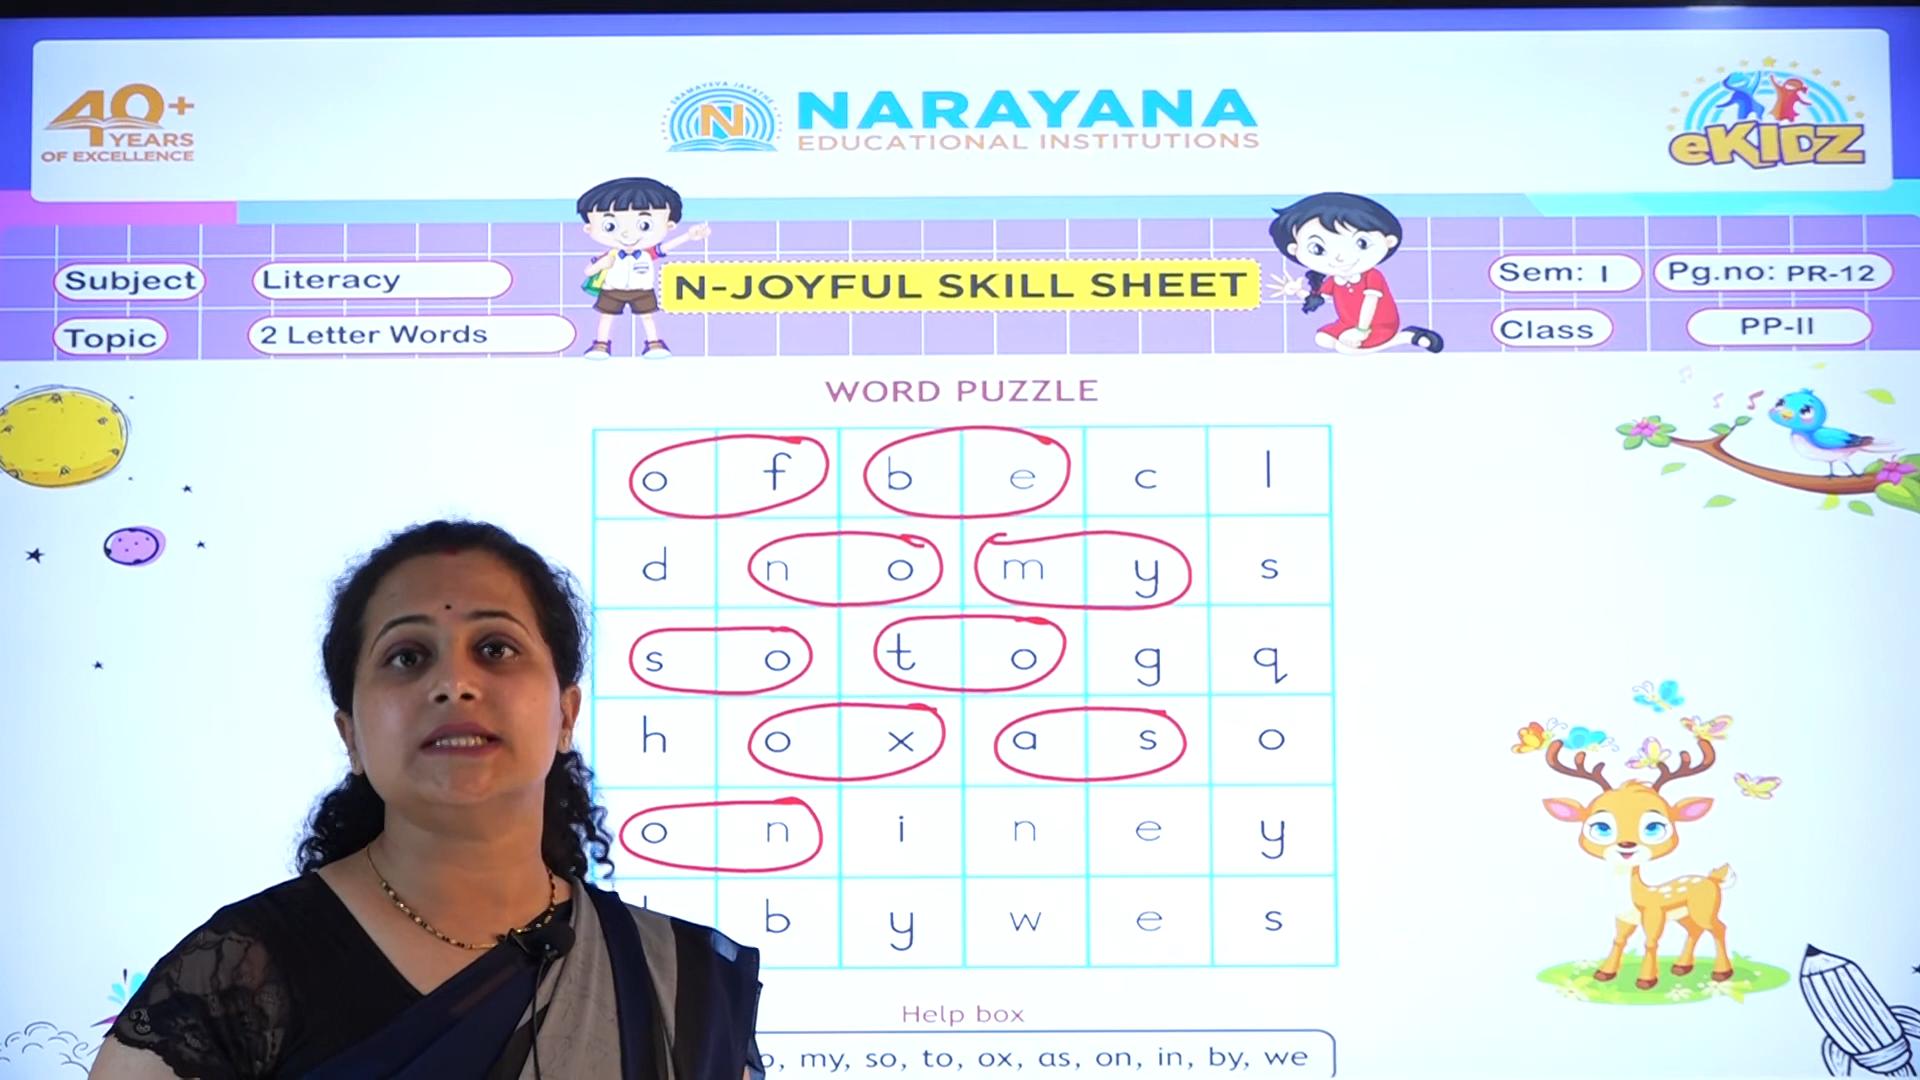 40+
YEARS
OF EXCELLENCE
SRAMAYEVA JAYATHE
N
NARAYANA
EDUCATIONAL INSTITUTIONS
eKIDZ
Subject Literacy
Topic 2 Letter Words
N-JOYFUL SKILL SHEET
Sem: I Pg.no: PR-12
Class PP-II
WORD PUZZLE
o f b e c l
d n o m y s
s o t o g q
h o x a s o
o n i n e y
b y w e s
Help box
my, so, to, ox, as, on, in, by, we